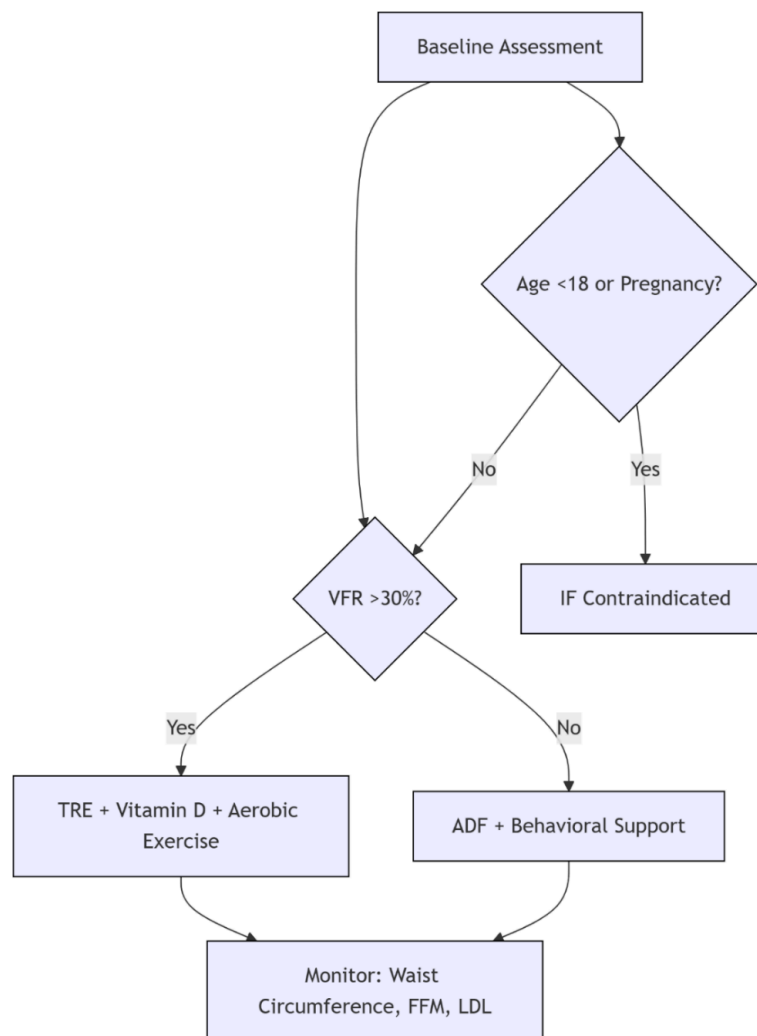 Baseline Assessment
Age <18 or Pregnancy?
No
Yes
VFR >30%?
IF Contraindicated
Yes
No
TRE + Vitamin D + Aerobic
Exercise
ADF + Behavioral Support
Monitor: Waist
Circumference, FFM, LDL